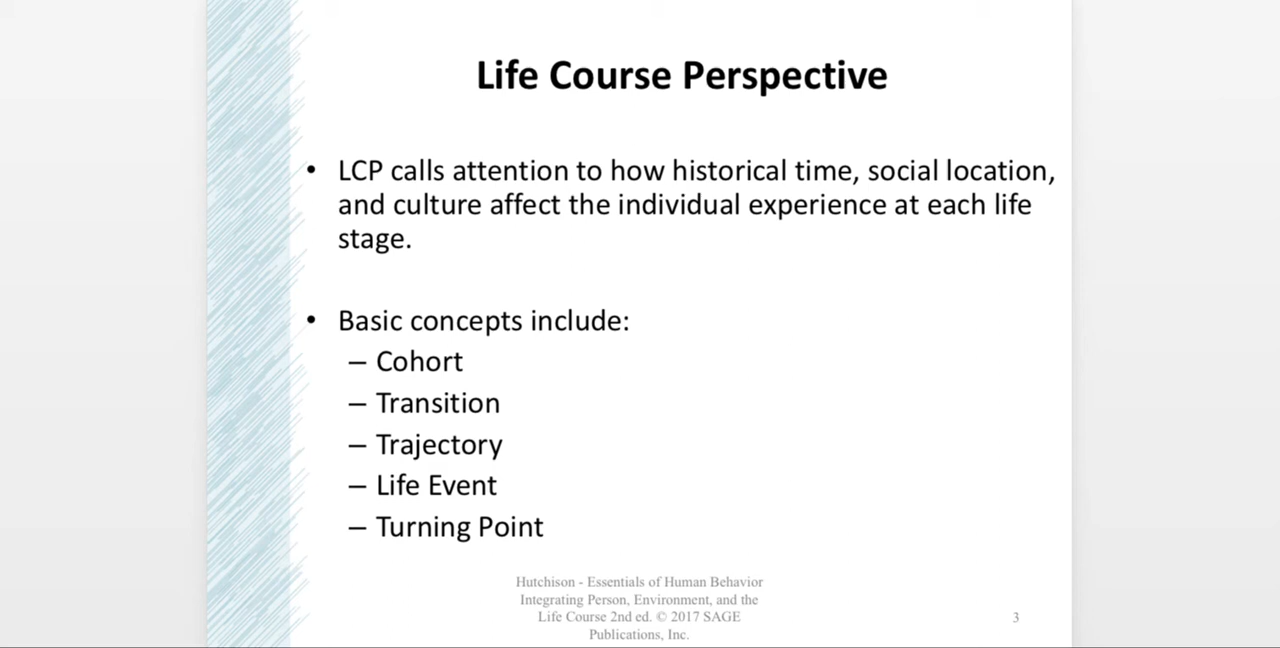 Life Course Perspective
• LCP calls attention to how historical time, social location,
and culture affect the individual experience at each life
stage.
• Basic concepts include:
– Cohort
– Transition
– Trajectory
– Life Event
– Turning Point
Hutchison - Essentials of Human Behavior
Integrating Person, Environment, and the
Life Course 2nd ed. © 2017 SAGE
Publications, Inc.
3